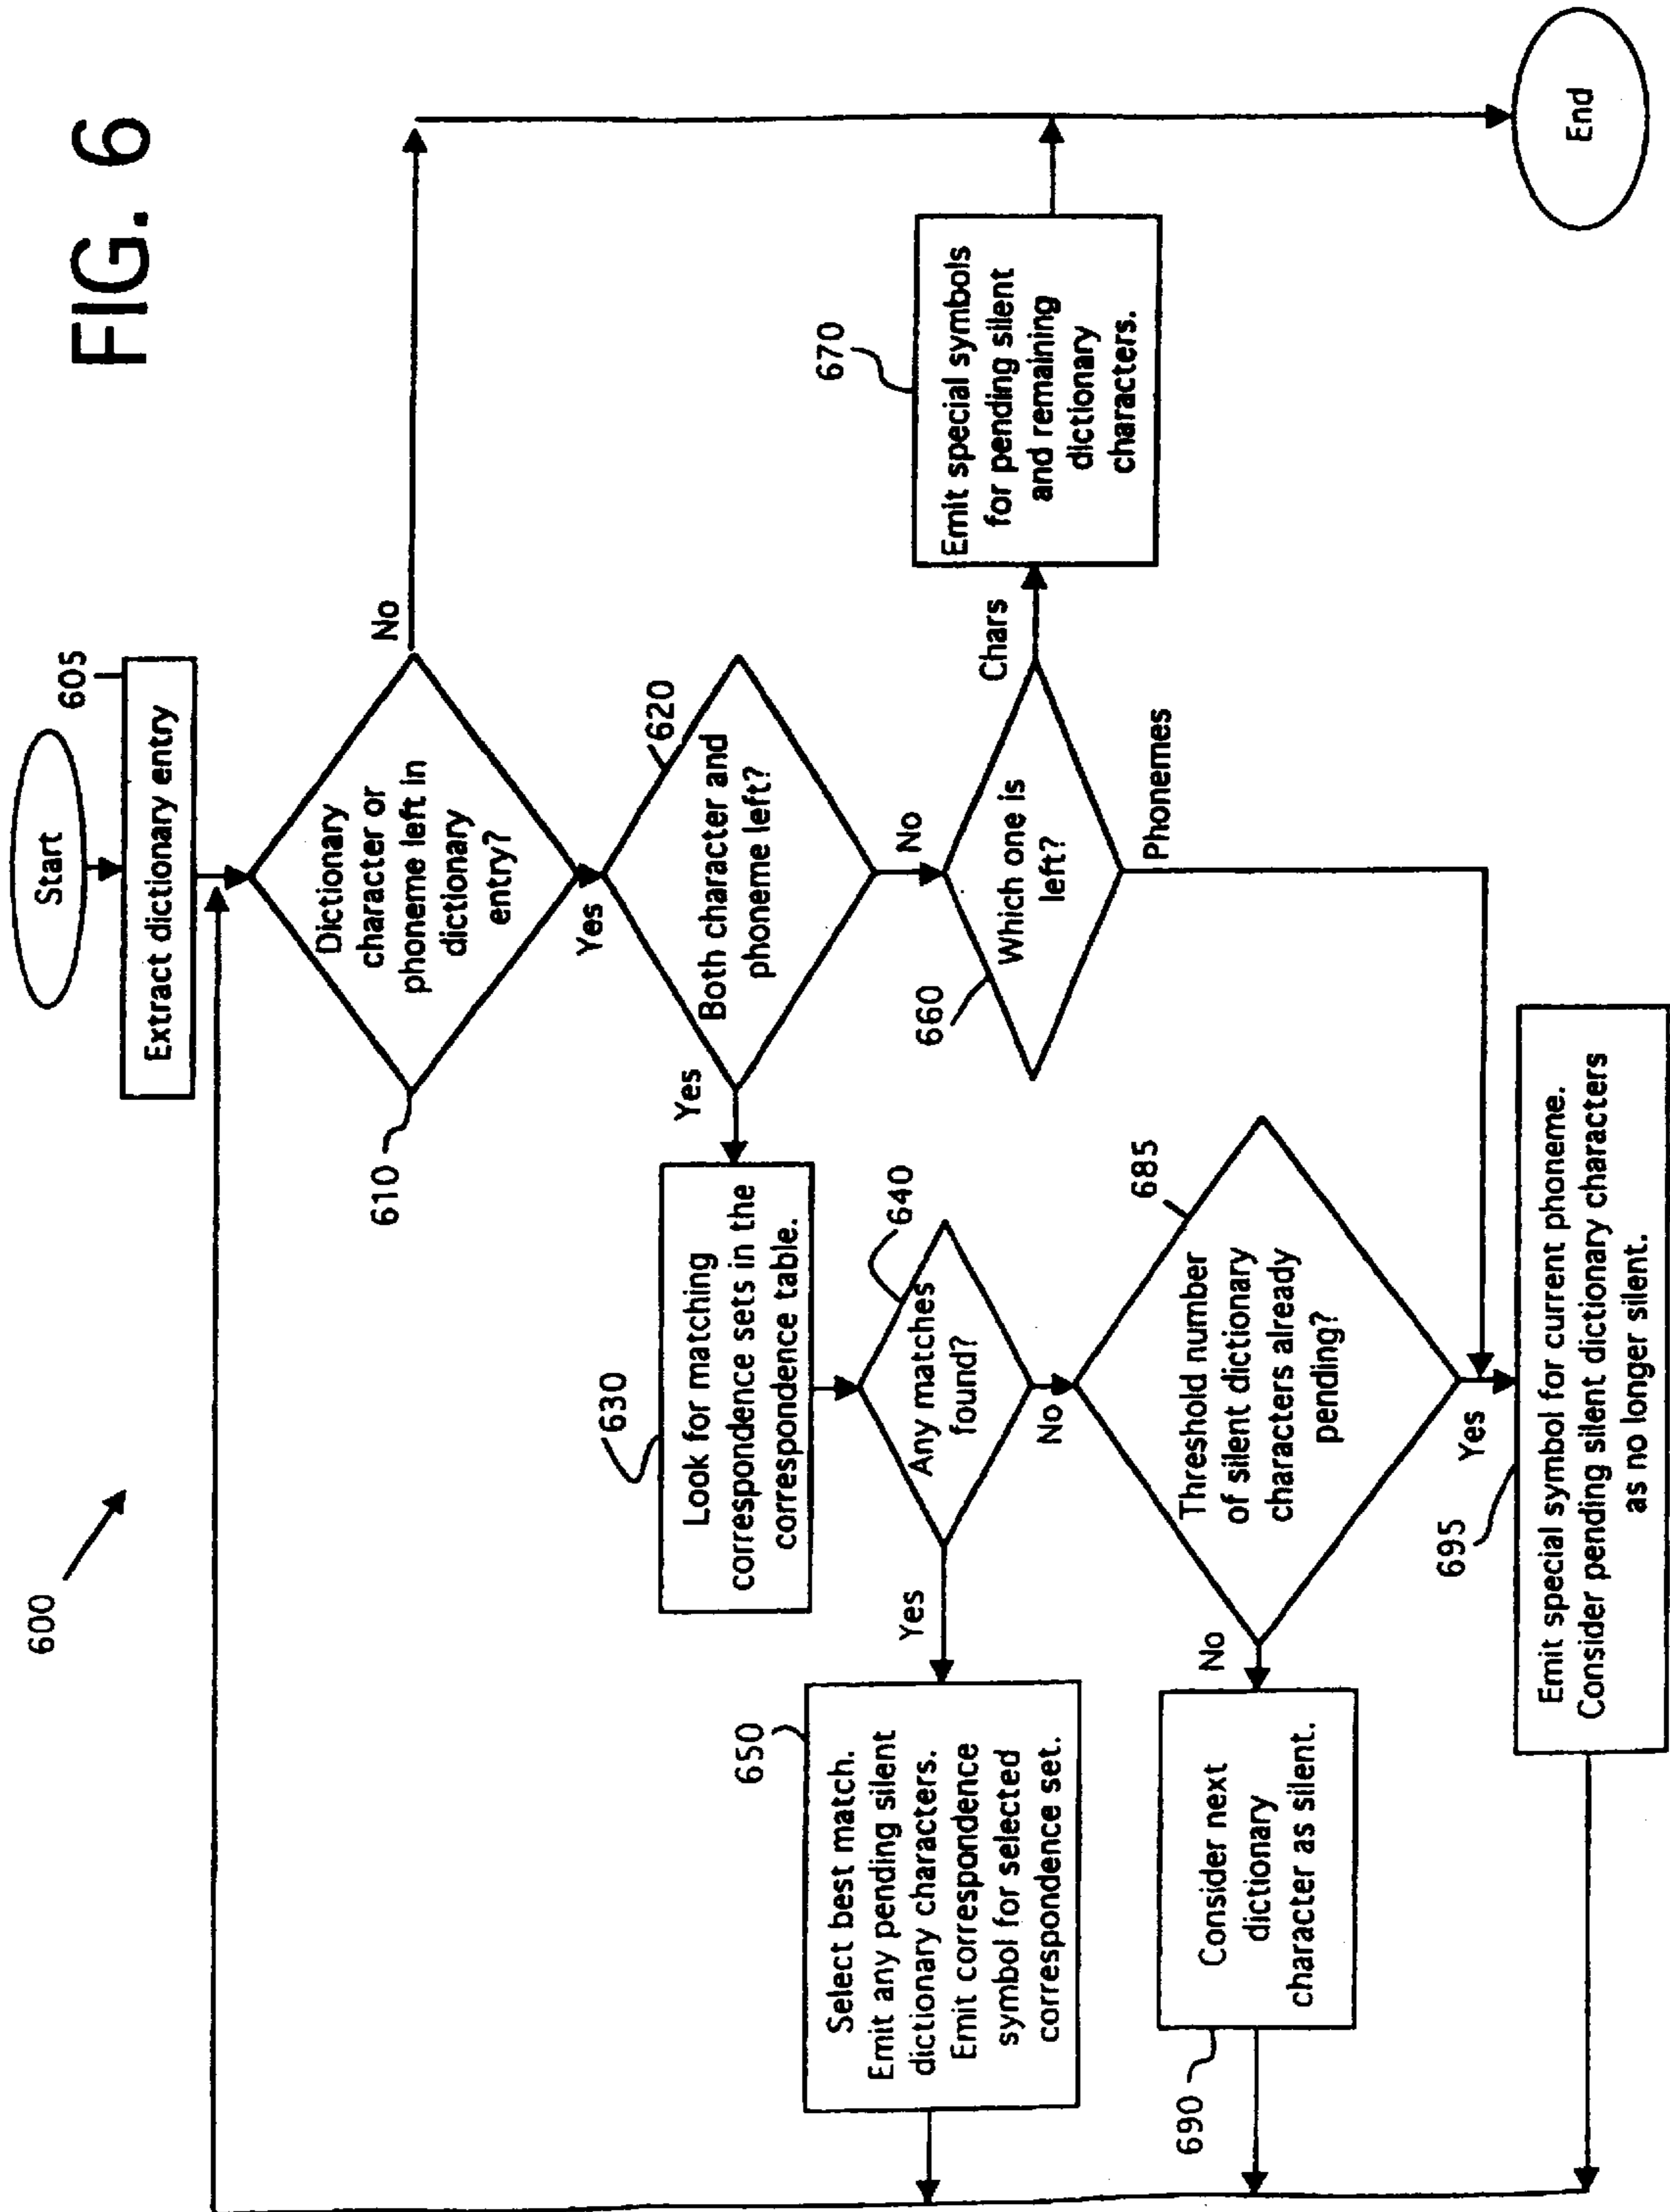 FIG. 6
600
Start
605
Extract dictionary entry
610
Dictionary
character or
phoneme left in
dictionary
entry?
No
Yes
620
Both character and
phoneme left?
Yes
No
630
Look for matching
correspondence sets in the
correspondence table.
640
Any matches
found?
Yes
No
650
Select best match.
Emit any pending silent
dictionary characters.
Emit correspondence
symbol for selected
correspondence set.
660
Which one is
left?
Chars
Phonemes
670
Emit special symbols
for pending silent
and remaining
dictionary
characters.
685
Threshold number
of silent dictionary
characters already
pending?
No
Yes
690
Consider next
dictionary
character as silent.
695
Emit special symbol for current phoneme.
Consider pending silent dictionary characters
as no longer silent.
End